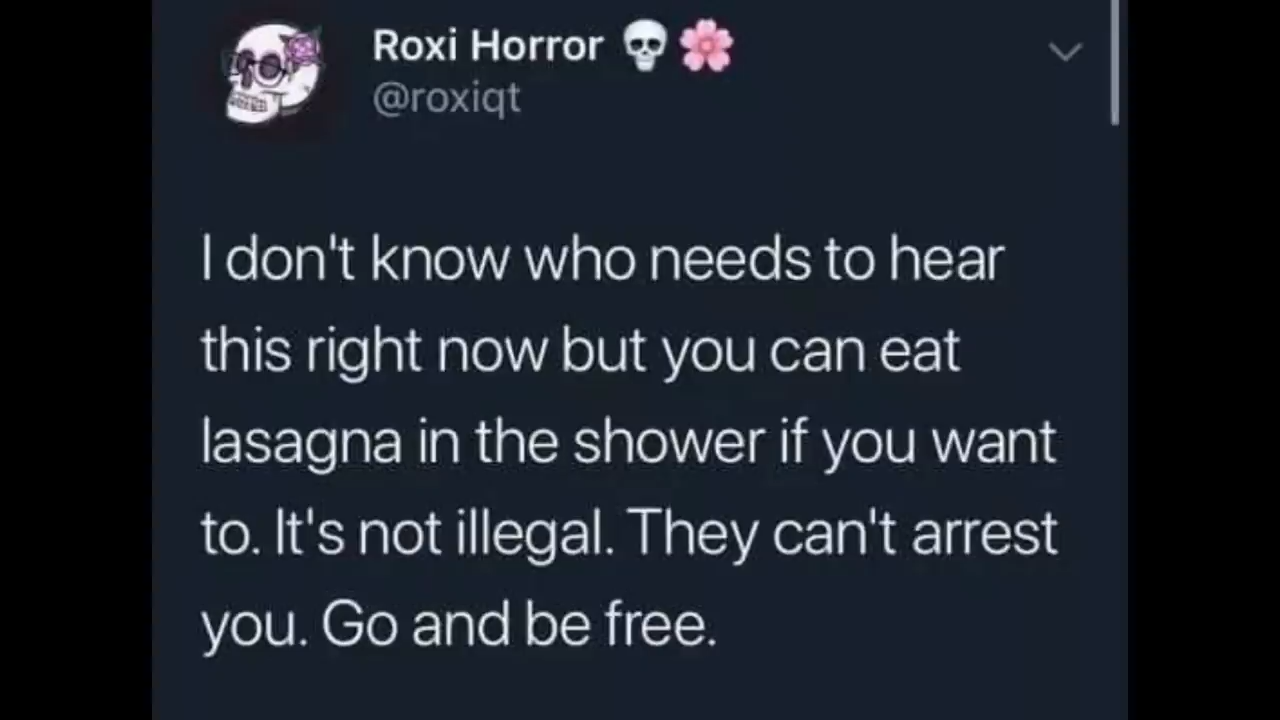 Roxi Horror 💀🌸
@roxiqt
I don't know who needs to hear
this right now but you can eat
lasagna in the shower if you want
to. It's not illegal. They can't arrest
you. Go and be free.